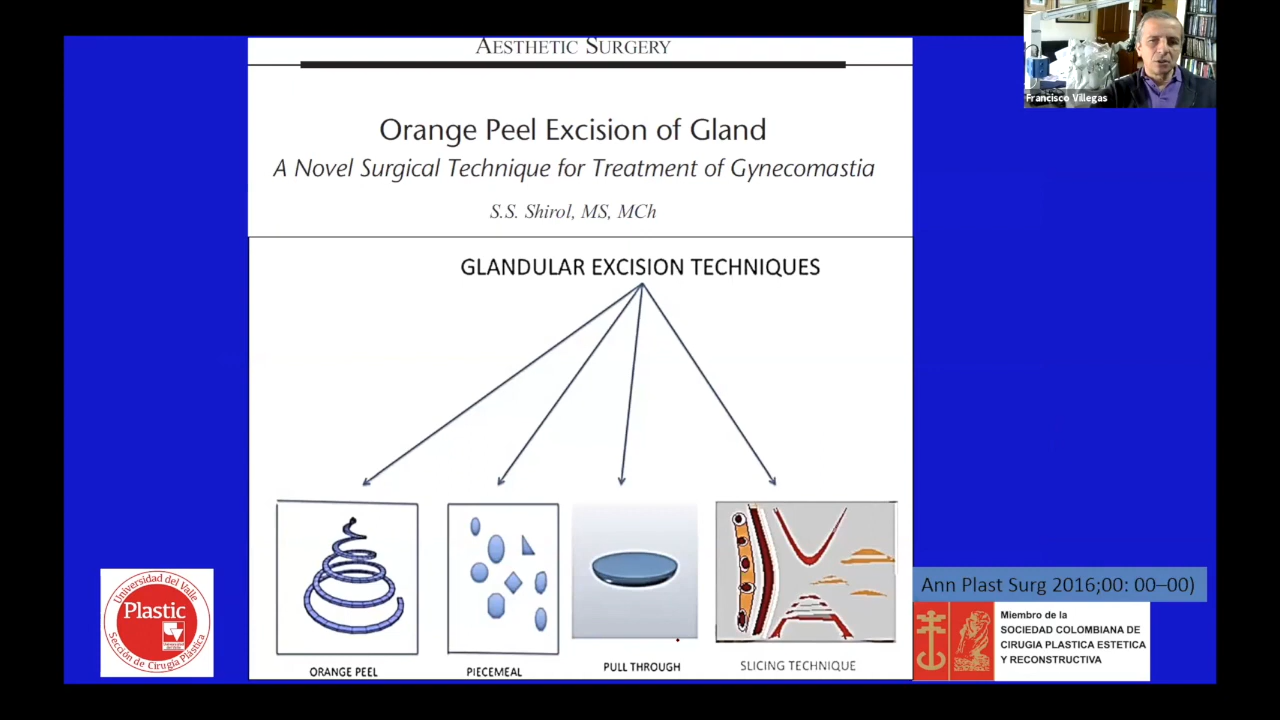 AESTHETIC SURGERY
Francisco Villegas
Orange Peel Excision of Gland
A Novel Surgical Technique for Treatment of Gynecomastia
S.S. Shirol, MS, MCh
GLANDULAR EXCISION TECHNIQUES
ORANGE PEEL
PIECEMEAL
PULL THROUGH
SLICING TECHNIQUE
Universidad del Valle
Plastic
Sección de Cirugía Plástica
Ann Plast Surg 2016;00: 00–00)
Miembro de la
SOCIEDAD COLOMBIANA DE
CIRUGIA PLASTICA ESTETICA
Y RECONSTRUCTIVA